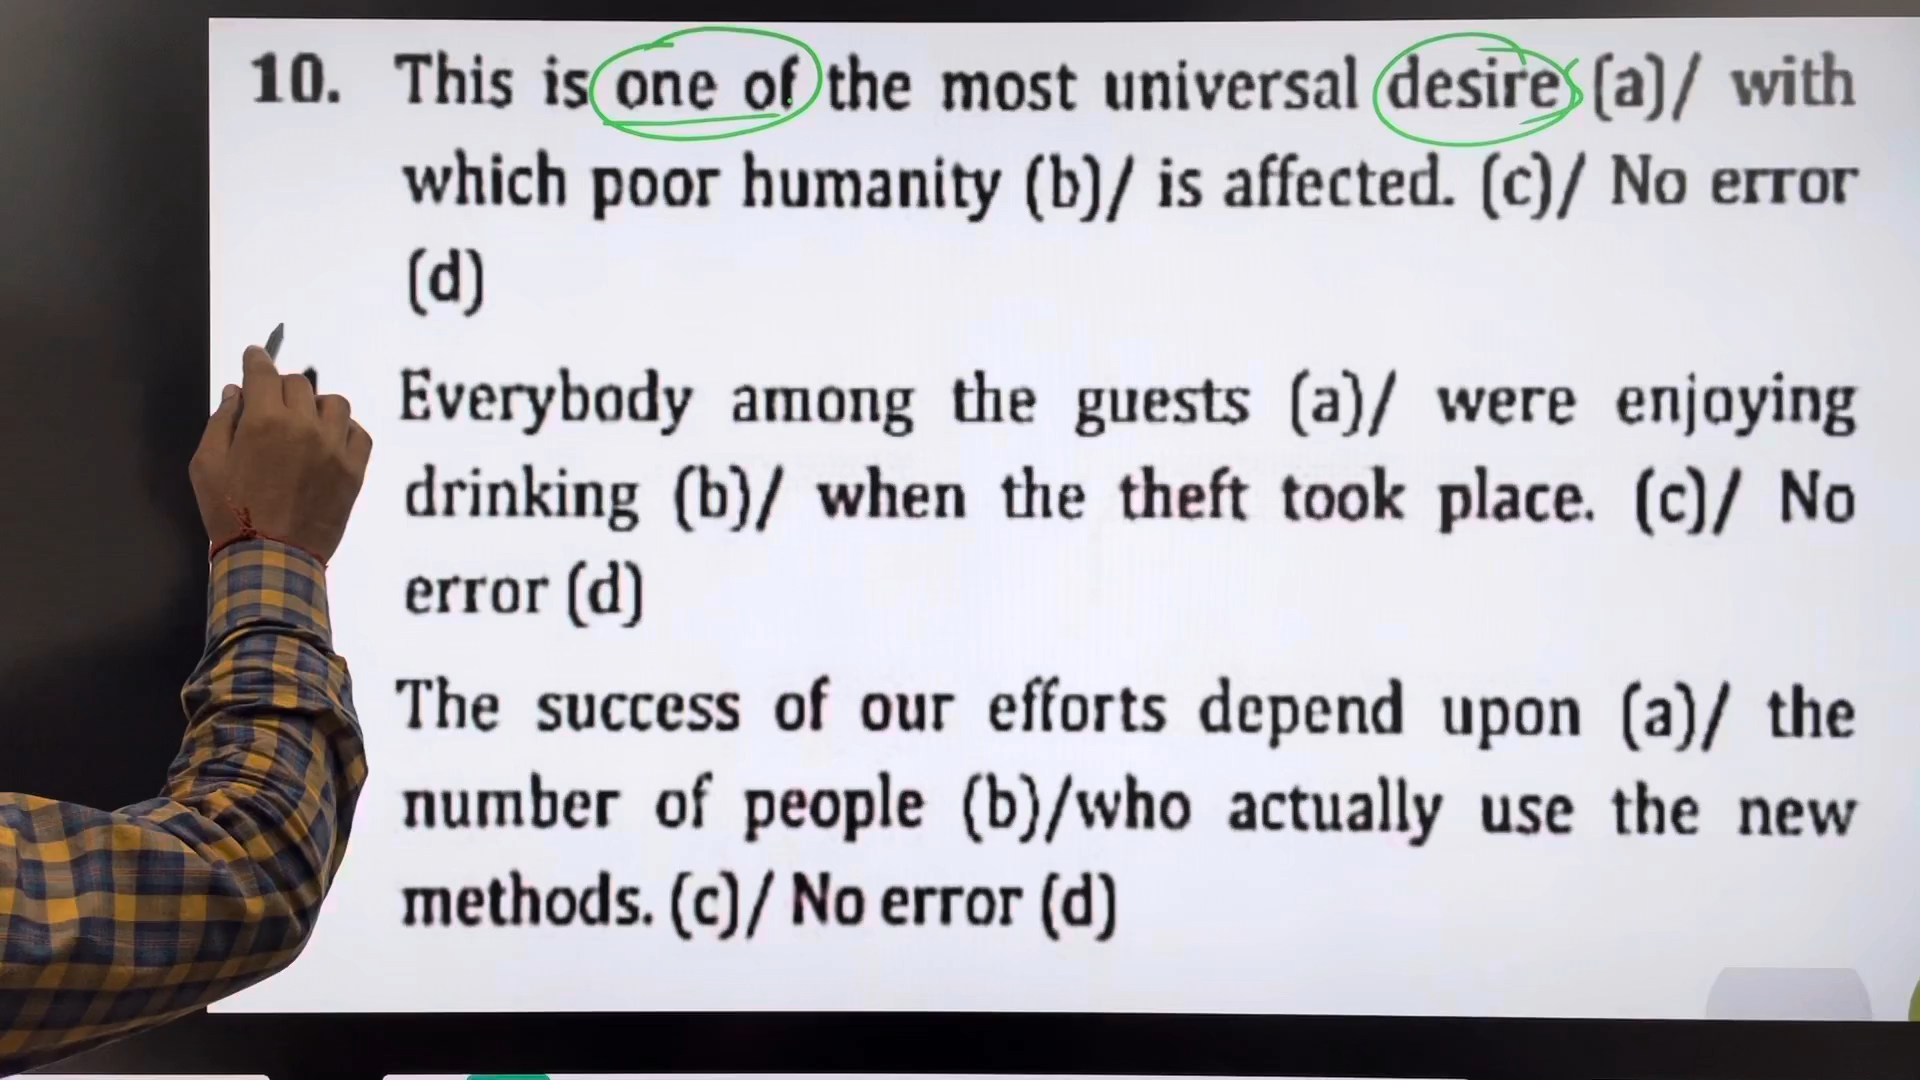 10. This is one of the most universal desire (a)/ with
which poor humanity (b)/ is affected. (c)/ No error
(d)
Everybody among the guests (a)/ were enjoying
drinking (b)/ when the theft took place. (c)/ No
error (d)
The success of our efforts depend upon (a)/ the
number of people (b)/who actually use the new
methods. (c)/ No error (d)